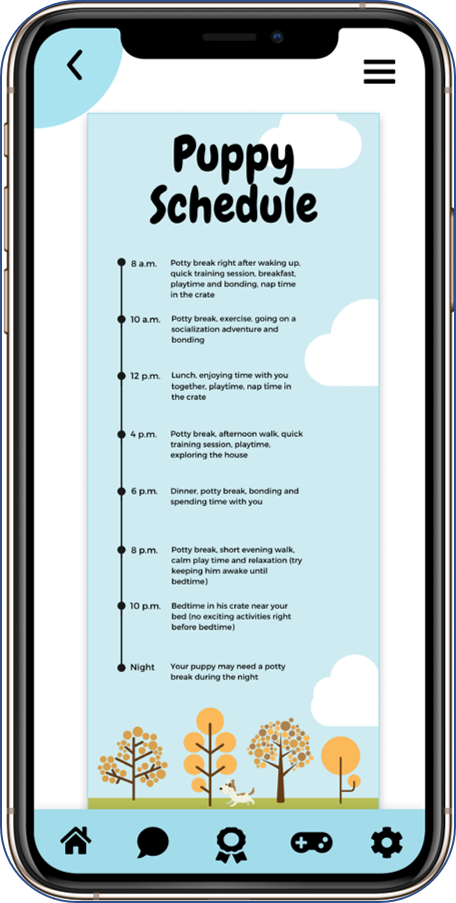 Puppy
Schedule
8 a.m.
Potty break right after waking up,
quick training session, breakfast,
playtime and bonding, nap time
in the crate
10 a.m.
Potty break, exercise, going on a
socialization adventure and
bonding
12 p.m.
Lunch, enjoying time with you
together, playtime, nap time in
the crate
4 p.m.
Potty break, afternoon walk, quick
training session, playtime,
exploring the house
6 p.m.
Dinner, potty break, bonding and
spending time with you
8 p.m.
Potty break, short evening walk,
calm play time and relaxation (try
keeping him awake until
bedtime)
10 p.m.
Bedtime in his crate near your
bed (no exciting activities right
before bedtime)
Night
Your puppy may need a potty
break during the night